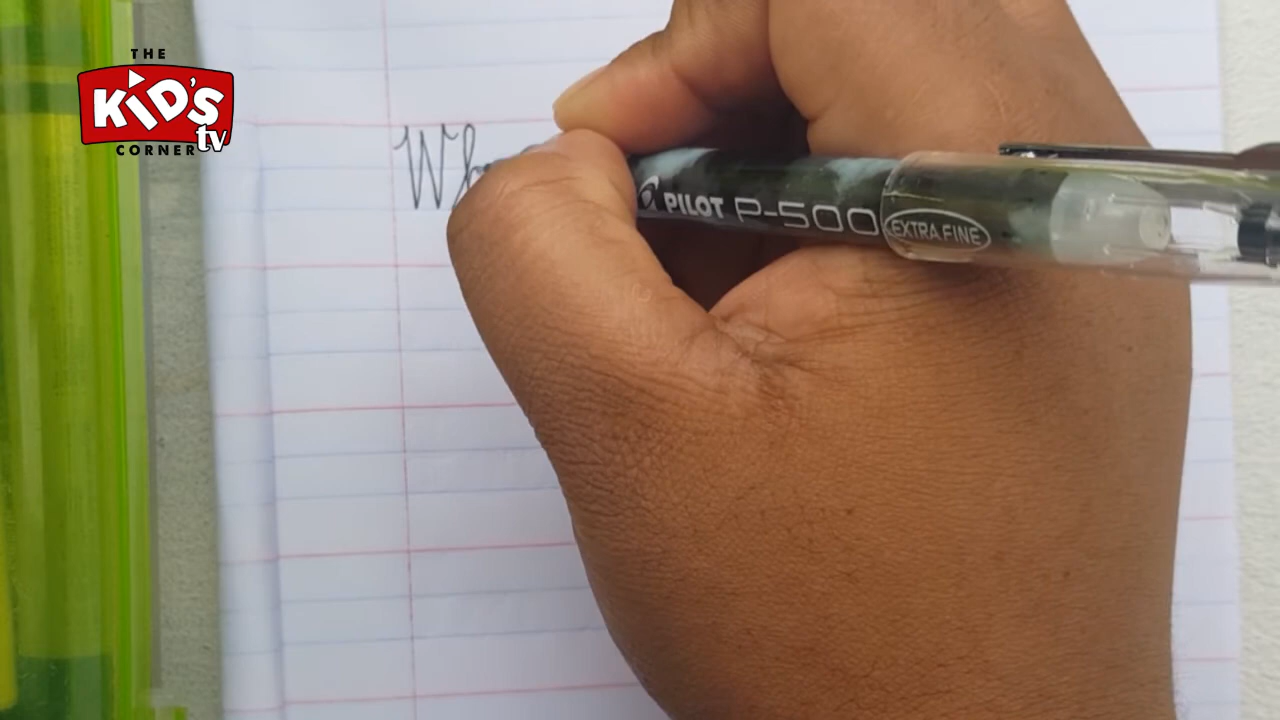 THE
KiD'S
tv
CORNER
Wh
PILOT P-500 EXTRA FINE